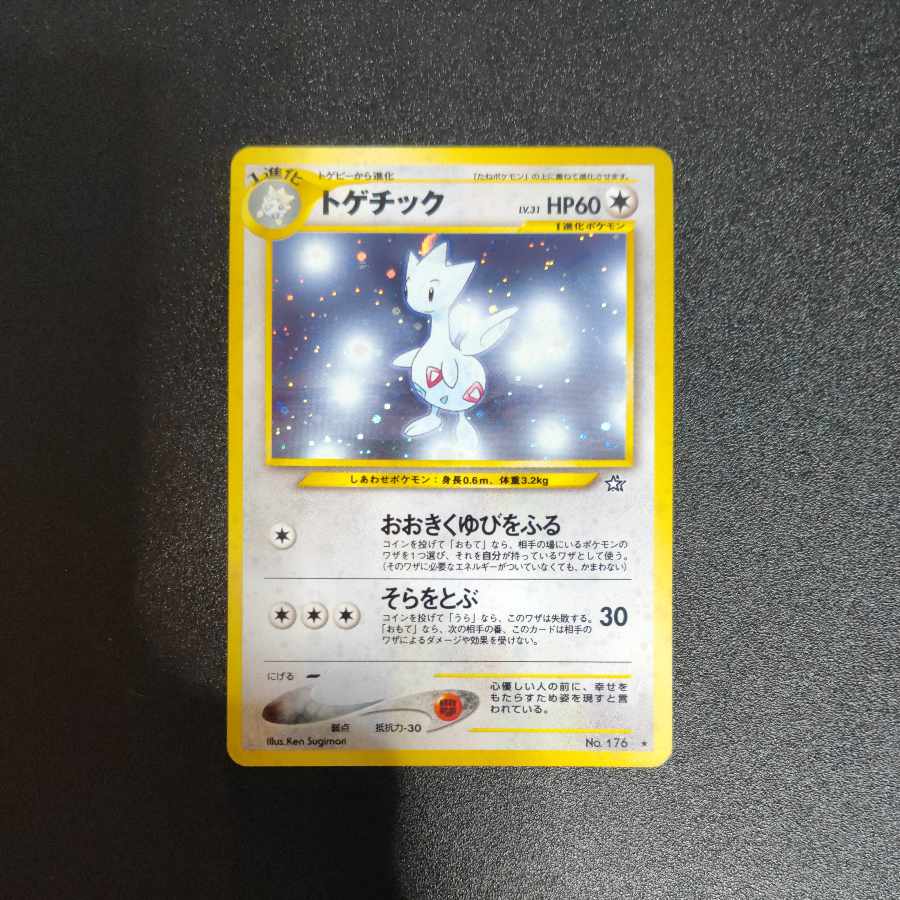 1進化
トゲピーから進化
「たねポケモン」の上に重ねて進化させます。
トゲチック
LV.31 HP60
1進化ポケモン
しあわせポケモン：身長0.6m、体重3.2kg
おおきくゆびをふる
コインを投げて「おもて」なら、相手の場にいるポケモンの
ワザを1つ選び、それを自分が持っているワザとして使う。
（そのワザに必要なエネルギーがついていなくても、かまわない）
そらをとぶ
30
コインを投げて「うら」なら、このワザは失敗する。
「おもて」なら、次の相手の番、このカードは相手の
ワザによるダメージや効果を受けない。
にげる
弱点
抵抗力-30
心優しい人の前に、幸せを
もたらすため姿を現すと言
われている。
Illus. Ken Sugimori
No. 176